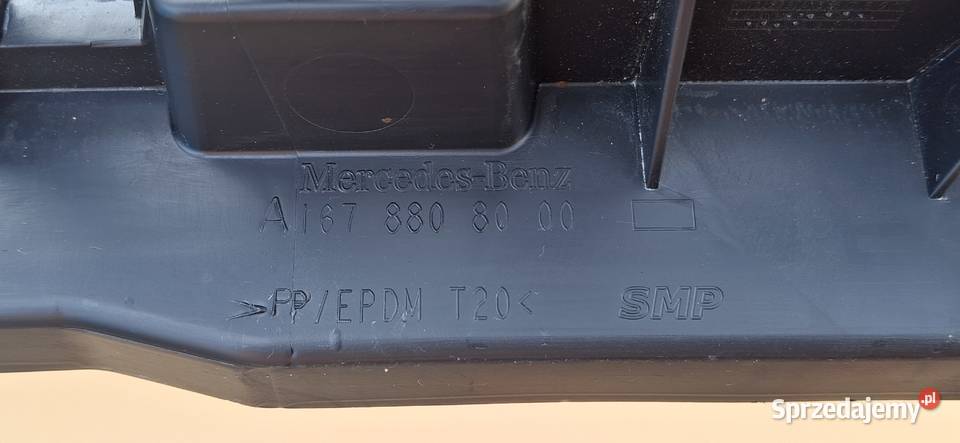 Mercedes-Benz
A 167 880 80 00
>PP/EPDM T20< SMP
Sprzedajemy.pl